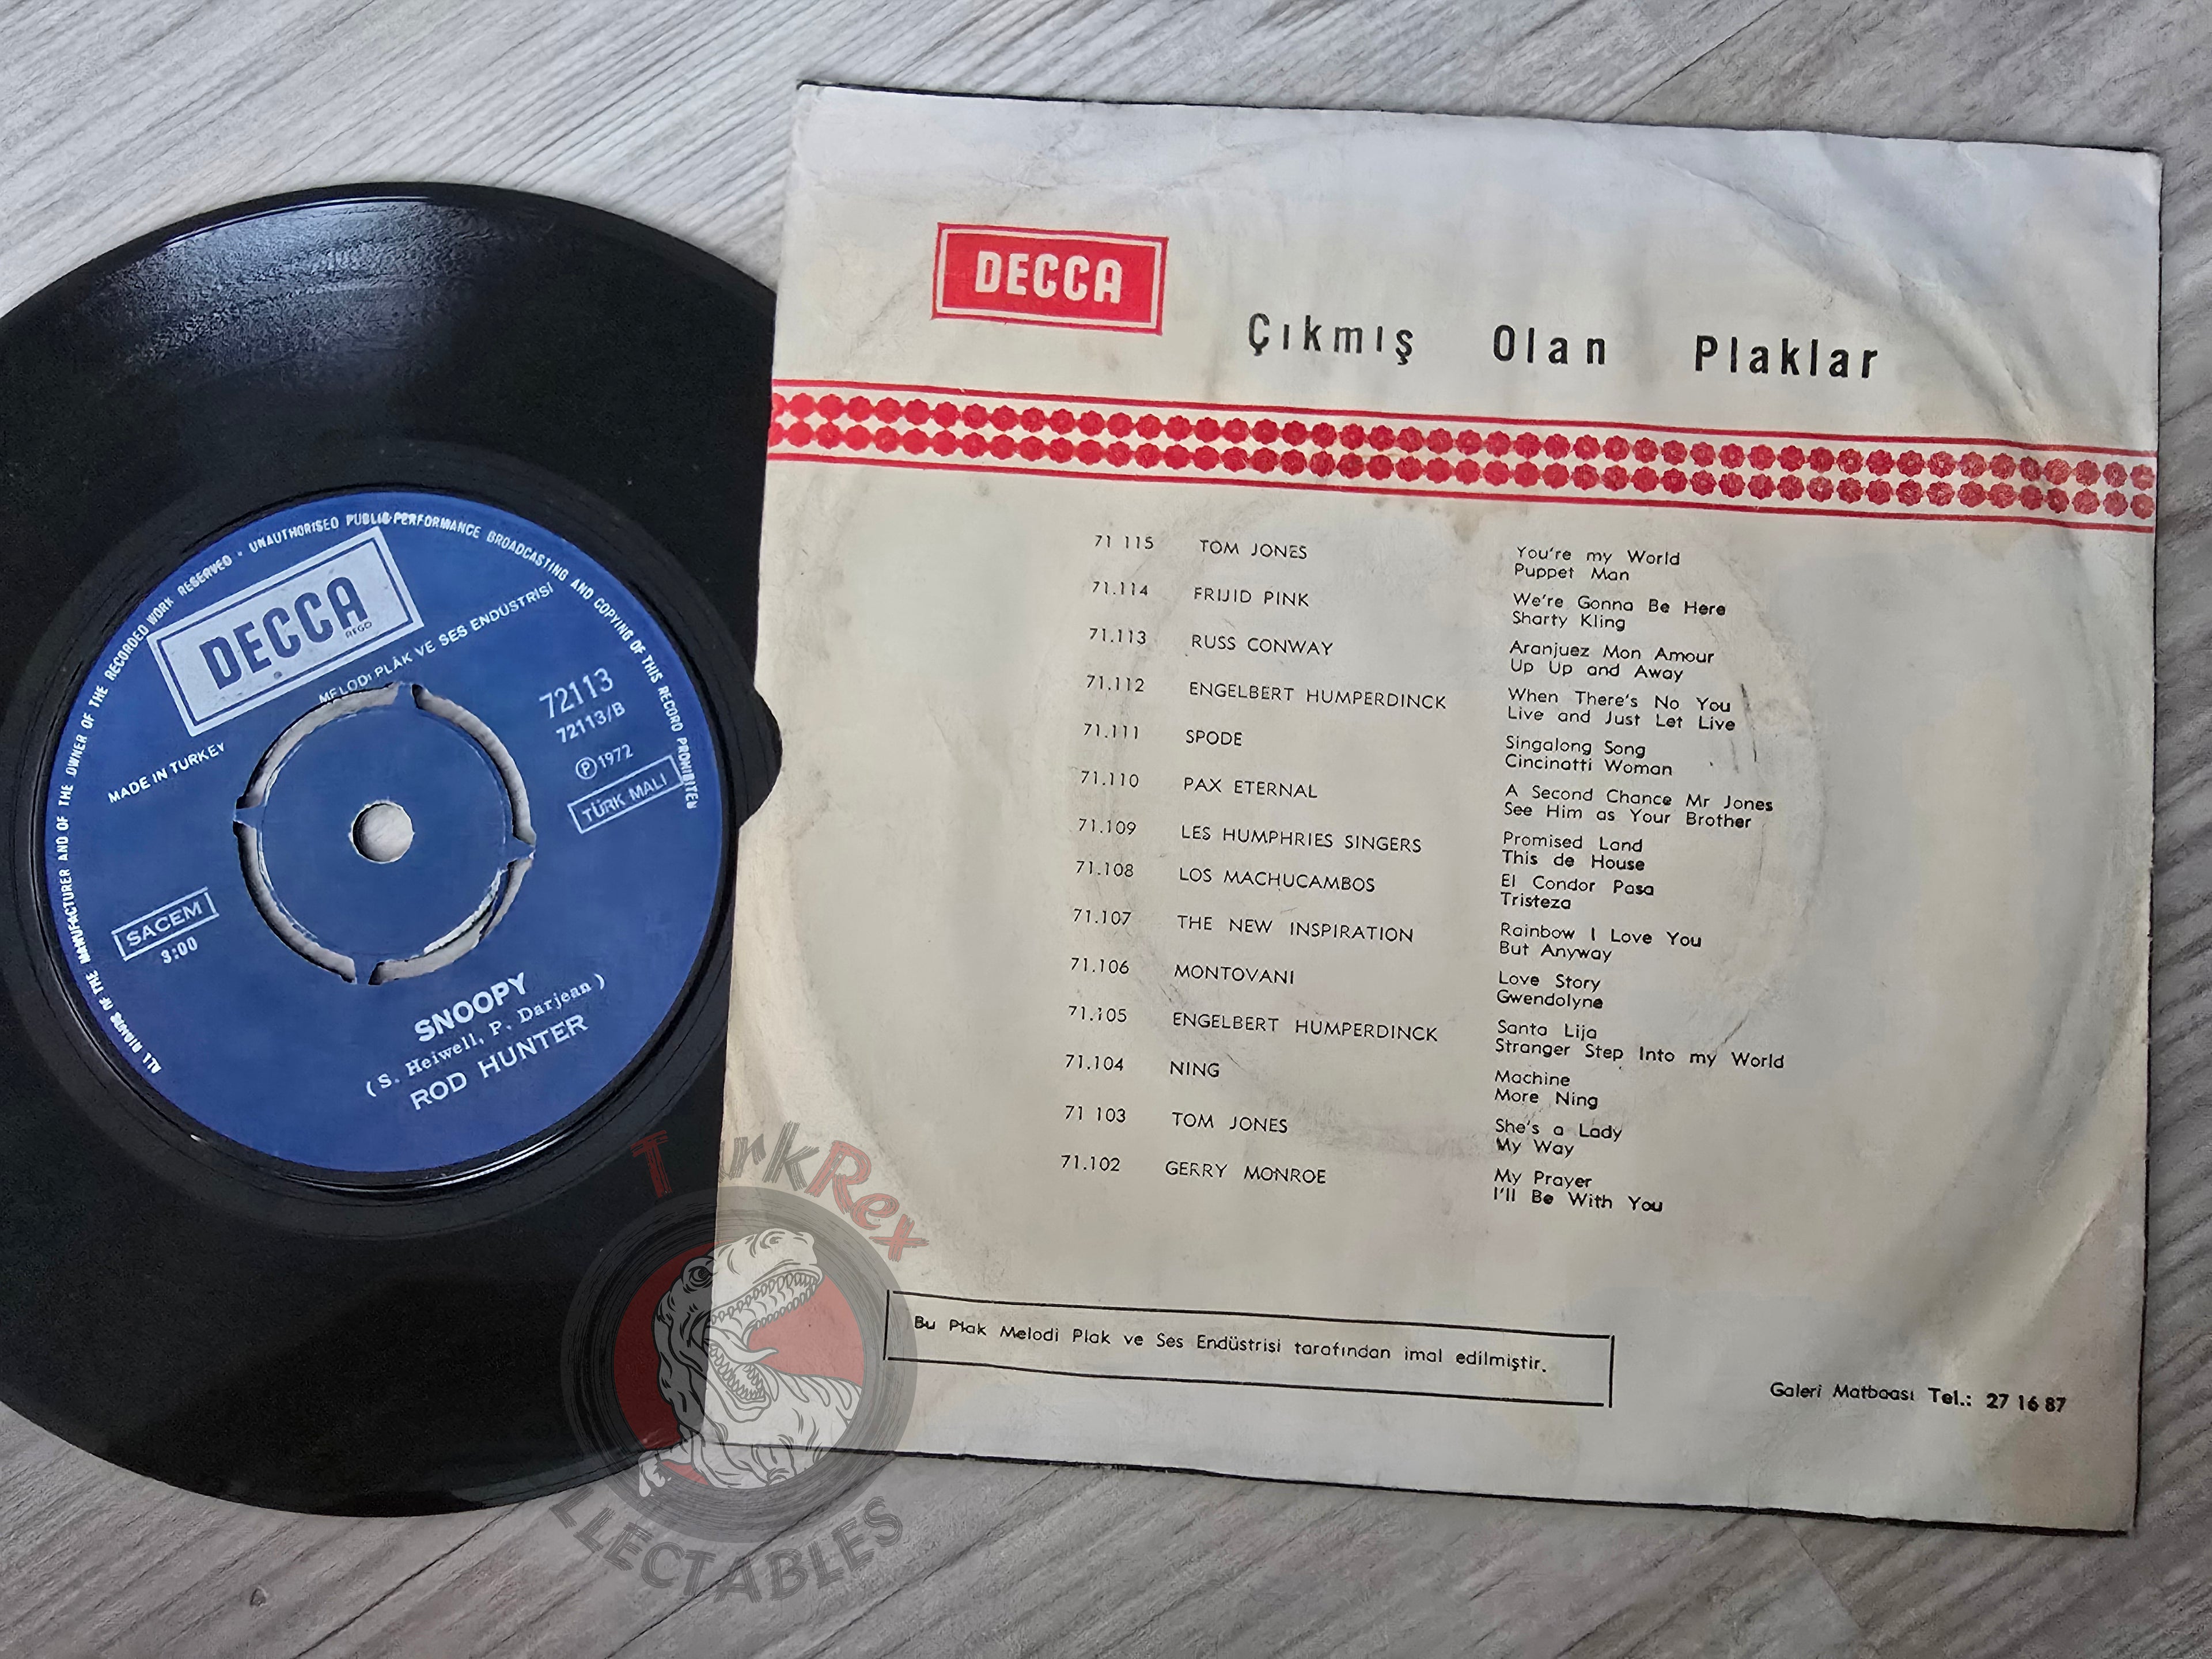 ALL RIGHTS OF THE MANUFACTURER AND OF THE OWNER OF THE RECORDED WORK RESERVED - UNAUTHORISED PUBLIC PERFORMANCE BROADCASTING AND COPYING OF THIS RECORD PROHIBITEN
DECCA
REGD
MELODİ PLÂK VE SES ENDÜSTRİSİ
MADE IN TURKEY
72113
72113/B
℗ 1972
TÜRK MALI
SACEM
3:00
SNOOPY
(S. Heiwell, P. Darjean)
ROD HUNTER
DECCA
Çıkmış Olan Plaklar
71 115 TOM JONES You're my World
Puppet Man
71.114 FRIJID PINK We're Gonna Be Here
Sharty Kling
71.113 RUSS CONWAY Aranjuez Mon Amour
Up Up and Away
71.112 ENGELBERT HUMPERDINCK When There's No You
Live and Just Let Live
71.111 SPODE Singalong Song
Cincinatti Woman
71.110 PAX ETERNAL A Second Chance Mr Jones
See Him as Your Brother
71.109 LES HUMPHRIES SINGERS Promised Land
This de House
71.108 LOS MACHUCAMBOS El Condor Pasa
Tristeza
71.107 THE NEW INSPIRATION Rainbow I Love You
But Anyway
71.106 MONTOVANI Love Story
Gwendolyne
71.105 ENGELBERT HUMPERDINCK Santa Lija
Stranger Step Into my World
71.104 NING Machine
More Ning
71 103 TOM JONES She's a Lady
My Way
71.102 GERRY MONROE My Prayer
I'll Be With You
Bu Plak Melodi Plak ve Ses Endüstrisi tarafından imal edilmiştir.
Galeri Matbaası Tel.: 27 16 87
TurkRex
LLECTABLES